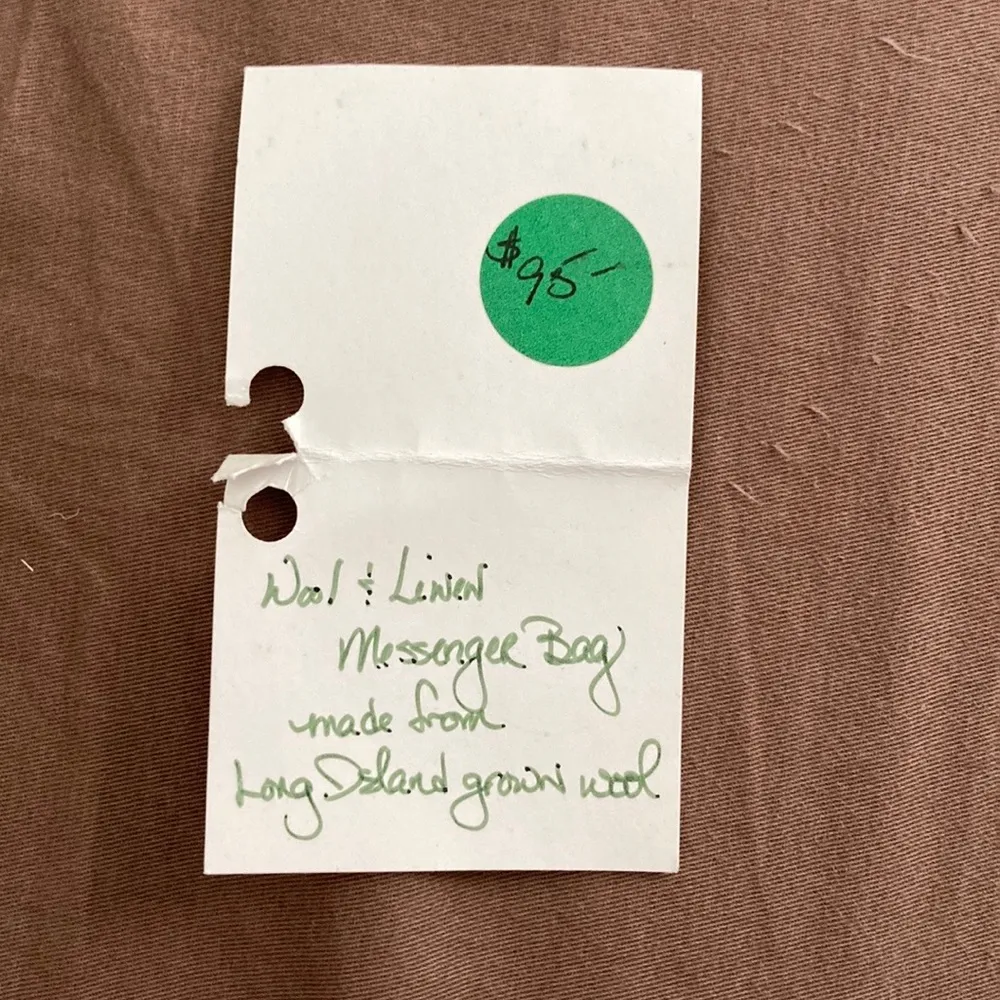 $95-
Wool & Linen
Messenger Bag
made from
Long Island grown wool